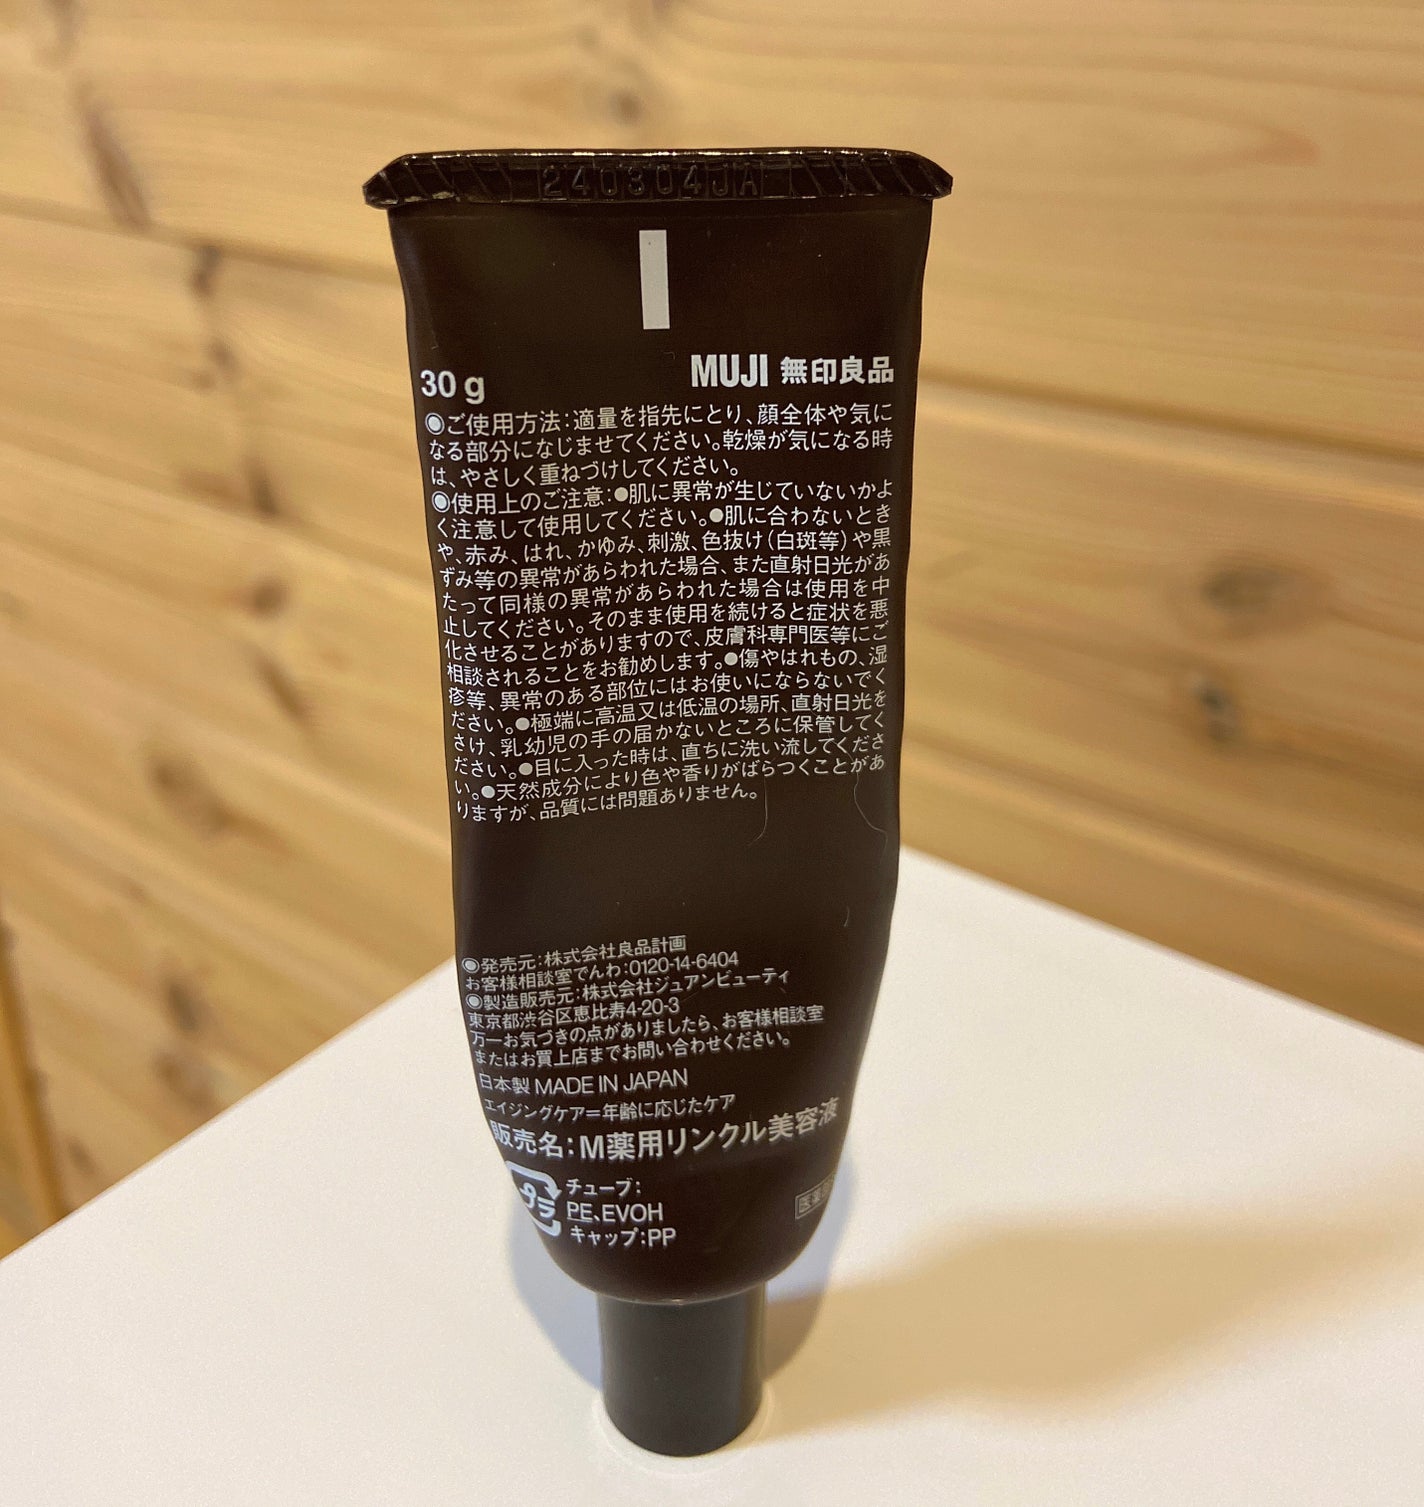 240304JA
MUJI 無印良品
30 g
◉ご使用方法：適量を指先にとり、顔全体や気に
なる部分になじませてください。乾燥が気になる時
は、やさしく重ねづけしてください。
◉使用上のご注意：●肌に異常が生じていないかよ
く注意して使用してください。●肌に合わないとき
や、赤み、はれ、かゆみ、刺激、色抜け（白斑等）や黒
ずみ等の異常があらわれた場合、また直射日光があ
たって同様の異常があらわれた場合は使用を中
止してください。そのまま使用を続けると症状を悪
化させることがありますので、皮膚科専門医等にご
相談されることをお勧めします。●傷やはれもの、湿
疹等、異常のある部位にはお使いにならないでく
ださい。●極端に高温又は低温の場所、直射日光を
さけ、乳幼児の手の届かないところに保管してく
ださい。●目に入った時は、直ちに洗い流してくださ
い。●天然成分により色や香りがばらつくことがあ
りますが、品質には問題ありません。
◉発売元：株式会社良品計画
お客様相談室でんわ：0120-14-6404
◉製造販売元：株式会社ジュアンビューティ
東京都渋谷区恵比寿4-20-3
万一お気づきの点がありましたら、お客様相談室
またはお買上店までお問い合わせください。
日本製 MADE IN JAPAN
エイジングケア＝年齢に応じたケア
販売名：M薬用リンクル美容液
プラ
チューブ：
PE、EVOH
キャップ：PP